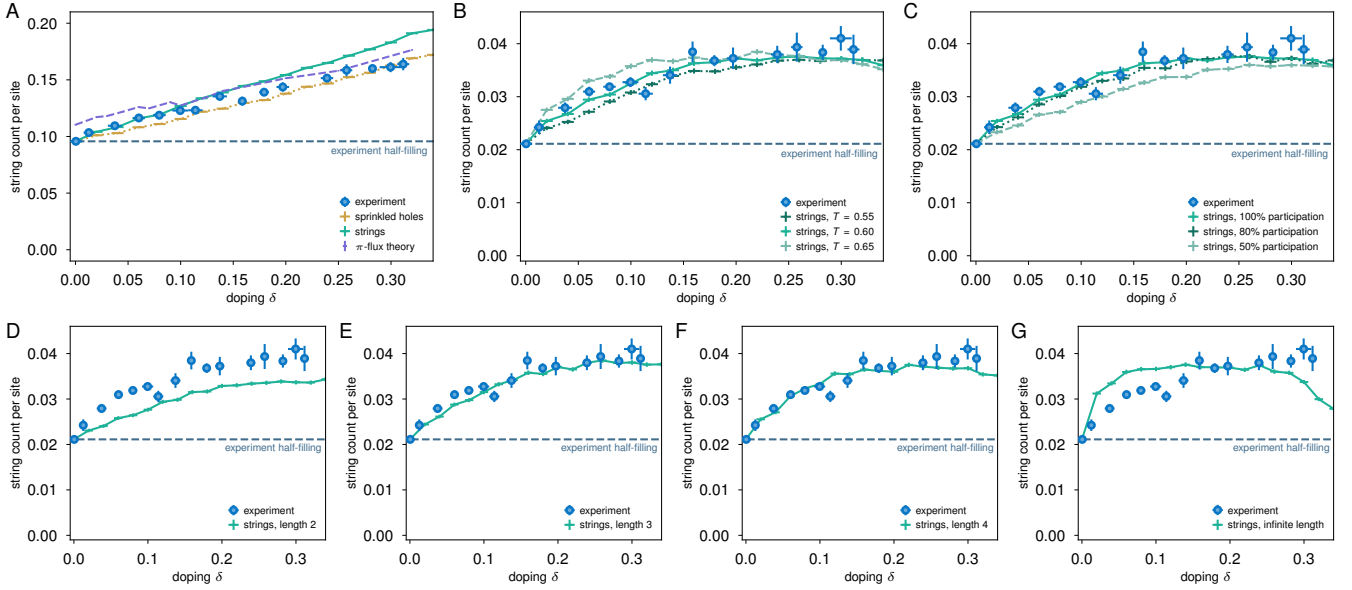 A
string count per site
0.20
0.15
0.10
0.05
0.00
experiment half-filling
experiment
sprinkled holes
strings
π-flux theory
0.00 0.05 0.10 0.15 0.20 0.25 0.30
doping δ
B
string count per site
0.04
0.03
0.02
0.01
0.00
experiment half-filling
experiment
strings, T = 0.55
strings, T = 0.60
strings, T = 0.65
0.00 0.05 0.10 0.15 0.20 0.25 0.30
doping δ
C
string count per site
0.04
0.03
0.02
0.01
0.00
experiment half-filling
experiment
strings, 100% participation
strings, 80% participation
strings, 50% participation
0.00 0.05 0.10 0.15 0.20 0.25 0.30
doping δ
D
string count per site
0.04
0.03
0.02
0.01
0.00
experiment half-filling
experiment
strings, length 2
0.0 0.1 0.2 0.3
doping δ
E
string count per site
0.04
0.03
0.02
0.01
0.00
experiment half-filling
experiment
strings, length 3
0.0 0.1 0.2 0.3
doping δ
F
string count per site
0.04
0.03
0.02
0.01
0.00
experiment half-filling
experiment
strings, length 4
0.0 0.1 0.2 0.3
doping δ
G
string count per site
0.04
0.03
0.02
0.01
0.00
experiment half-filling
experiment
strings, infinite length
0.0 0.1 0.2 0.3
doping δ